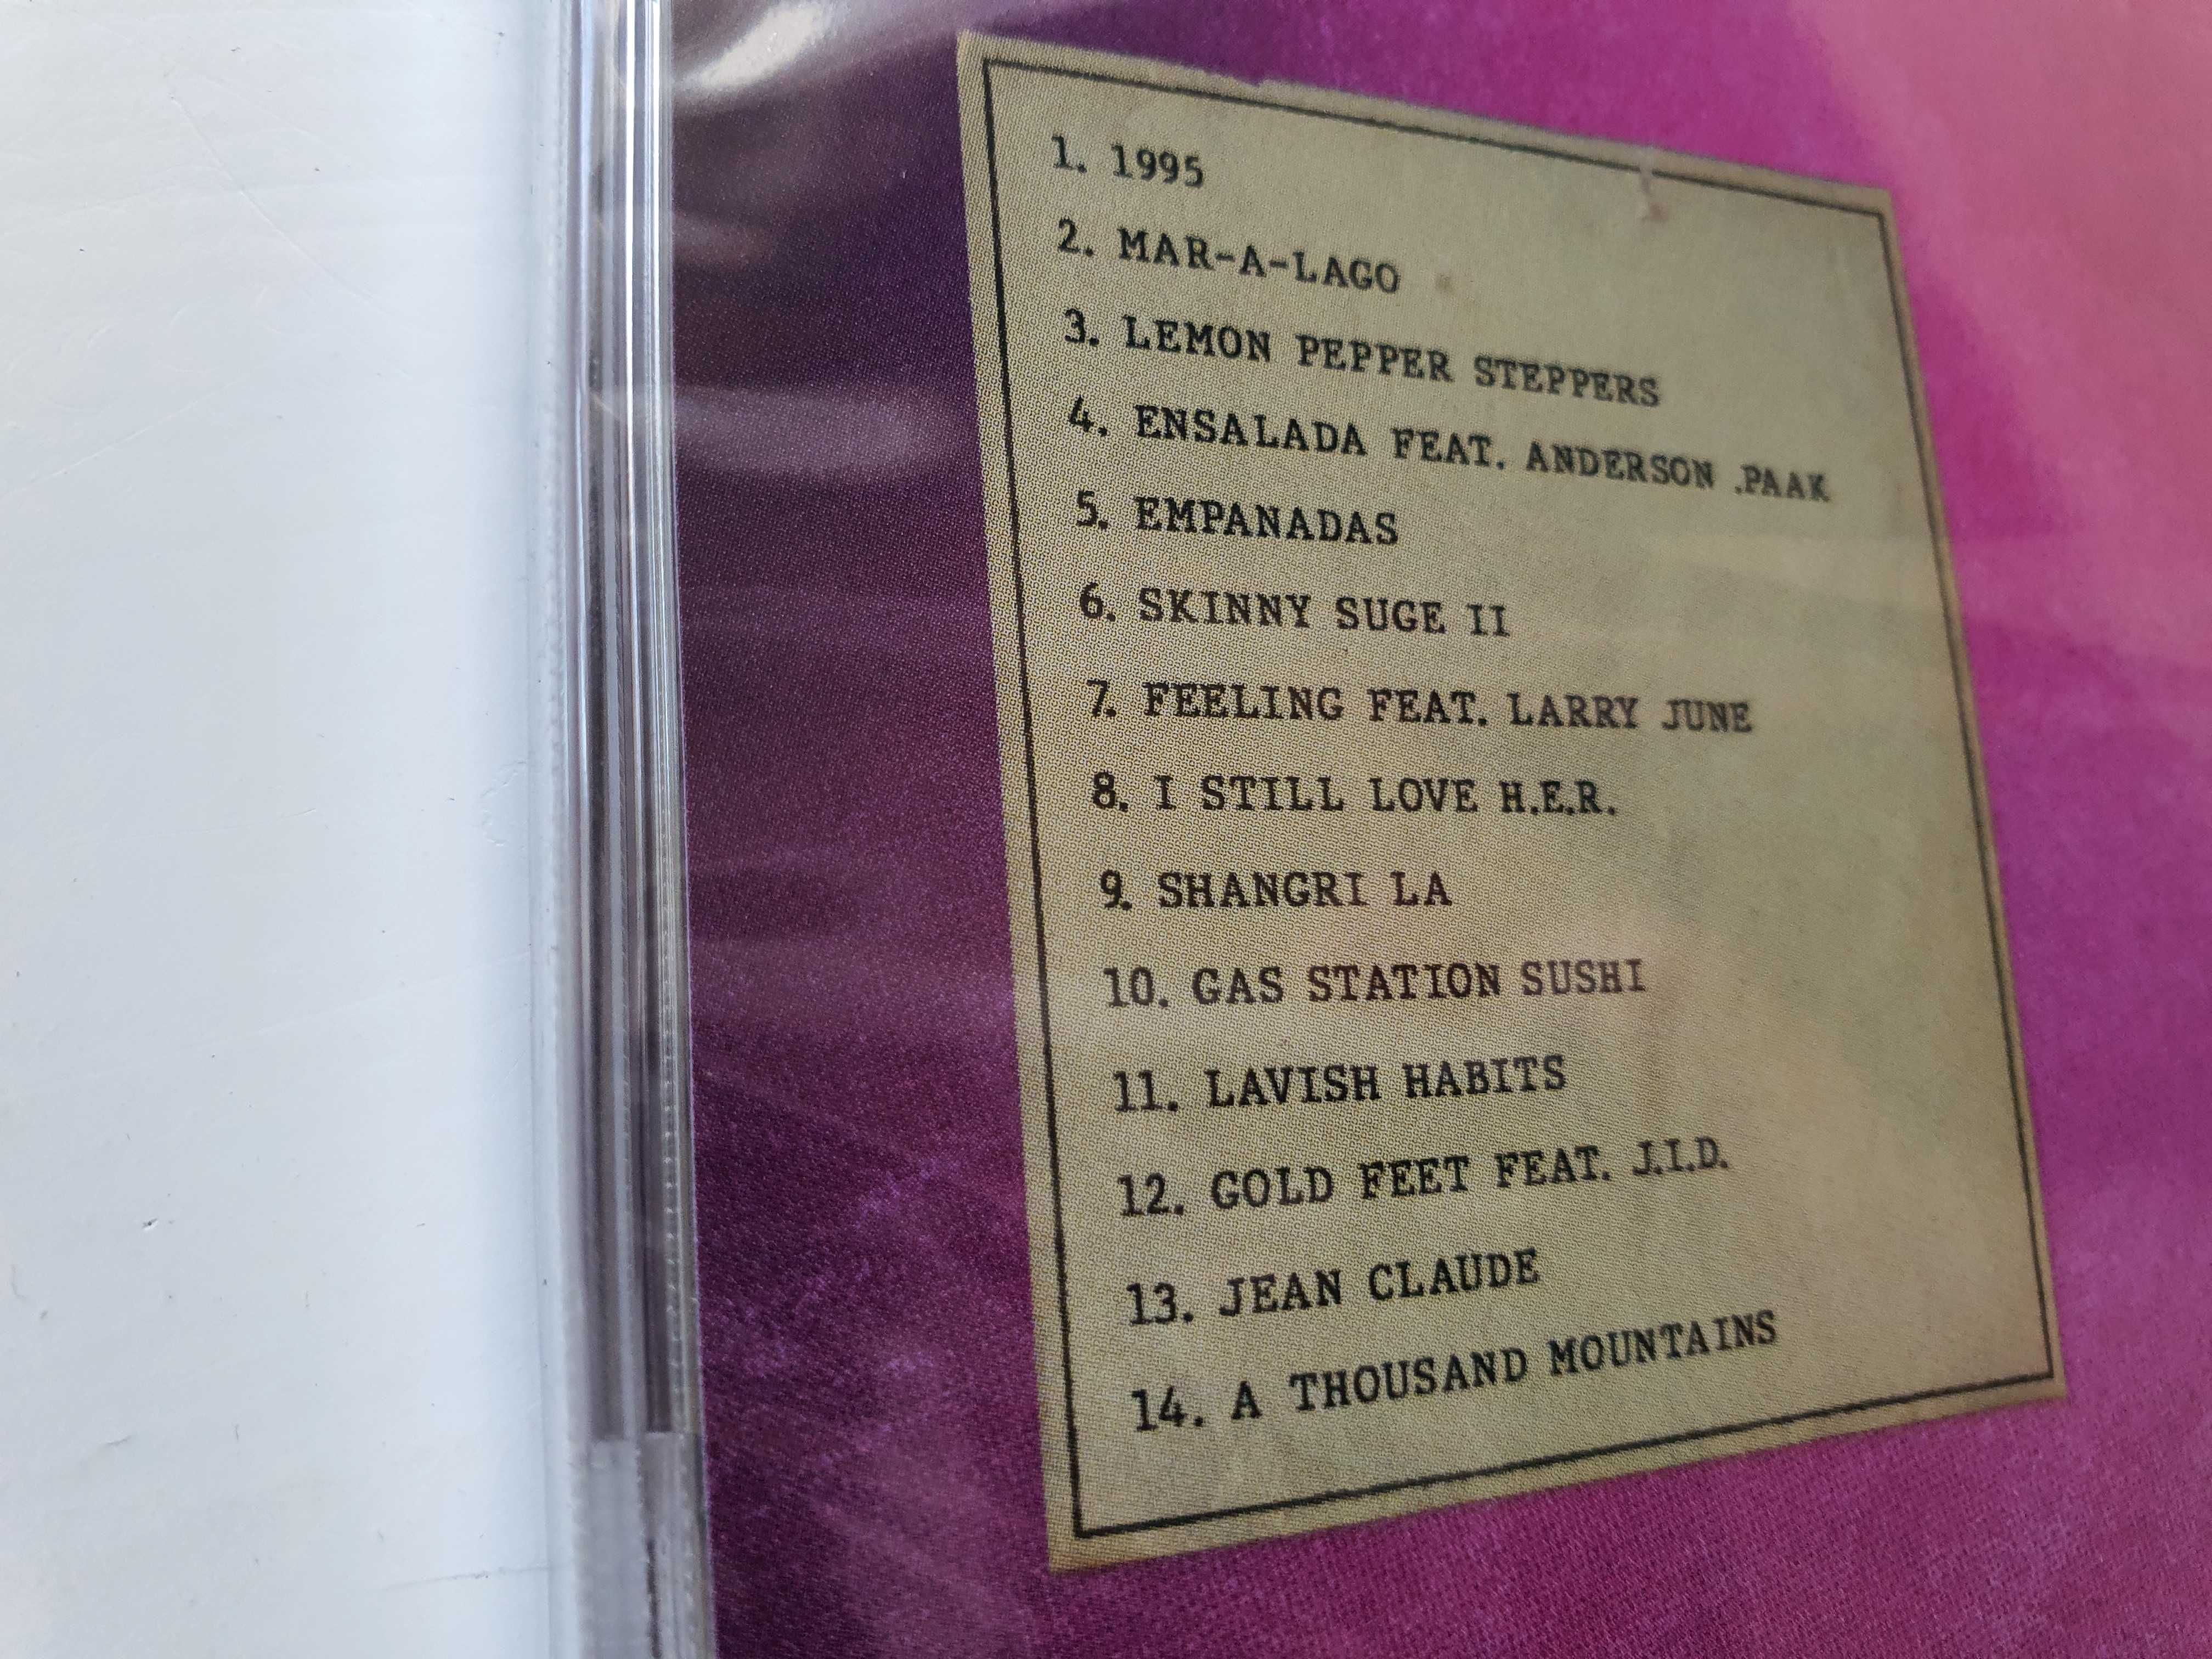 1. 1995
2. MAR-A-LAGO
3. LEMON PEPPER STEPPERS
4. ENSALADA FEAT. ANDERSON .PAAK
5. EMPANADAS
6. SKINNY SUGE II
7. FEELING FEAT. LARRY JUNE
8. I STILL LOVE H.E.R.
9. SHANGRI LA
10. GAS STATION SUSHI
11. LAVISH HABITS
12. GOLD FEET FEAT. J.I.D.
13. JEAN CLAUDE
14. A THOUSAND MOUNTAINS